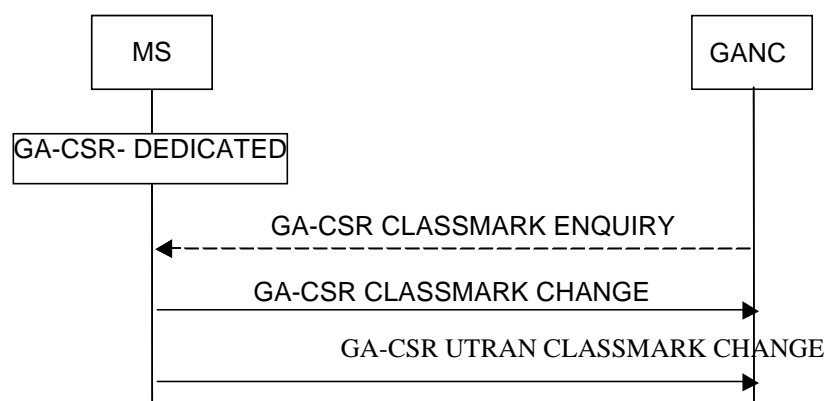 MS
GANC
GA-CSR- DEDICATED
GA-CSR CLASSMARK ENQUIRY
GA-CSR CLASSMARK CHANGE
GA-CSR UTRAN CLASSMARK CHANGE